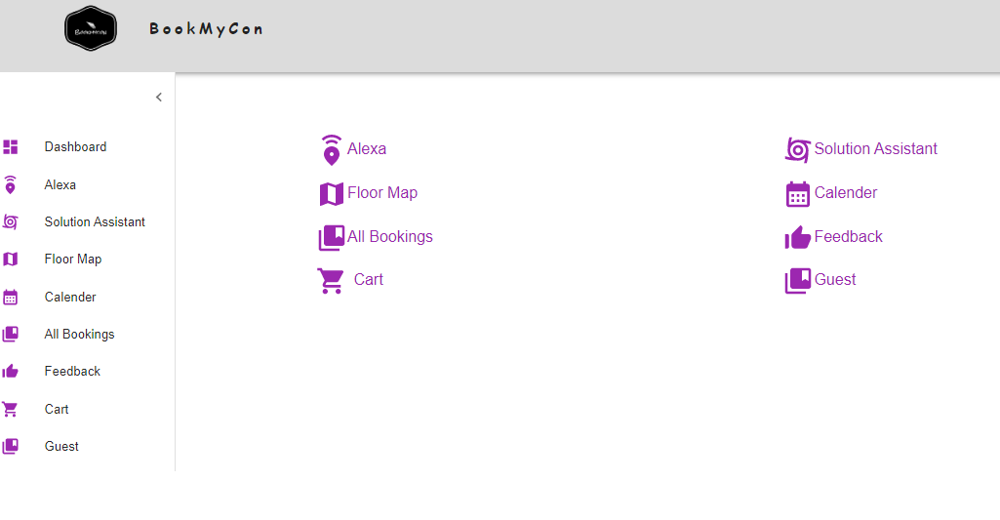 BookMyCon
Dashboard
Alexa
Solution Assistant
Floor Map
Calender
All Bookings
Feedback
Cart
Guest
Alexa
Solution Assistant
Floor Map
Calender
All Bookings
Feedback
Cart
Guest